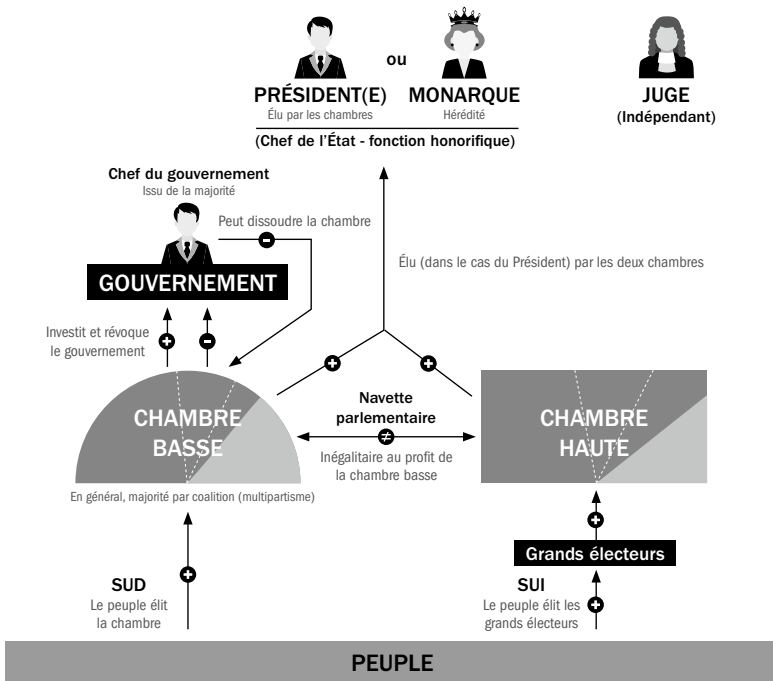 ou
PRÉSIDENT(E)
Élu par les chambres
MONARQUE
Hérédité
(Chef de l’État - fonction honorifique)
JUGE
(Indépendant)
Chef du gouvernement
Issu de la majorité
Peut dissoudre la chambre
GOUVERNEMENT
Élu (dans le cas du Président) par les deux chambres
Investit et révoque
le gouvernement
CHAMBRE
BASSE
Navette
parlementaire
≠
Inégalitaire au profit de
la chambre basse
CHAMBRE
HAUTE
En général, majorité par coalition (multipartisme)
Grands électeurs
SUD
Le peuple élit
la chambre
SUI
Le peuple élit les
grands électeurs
PEUPLE